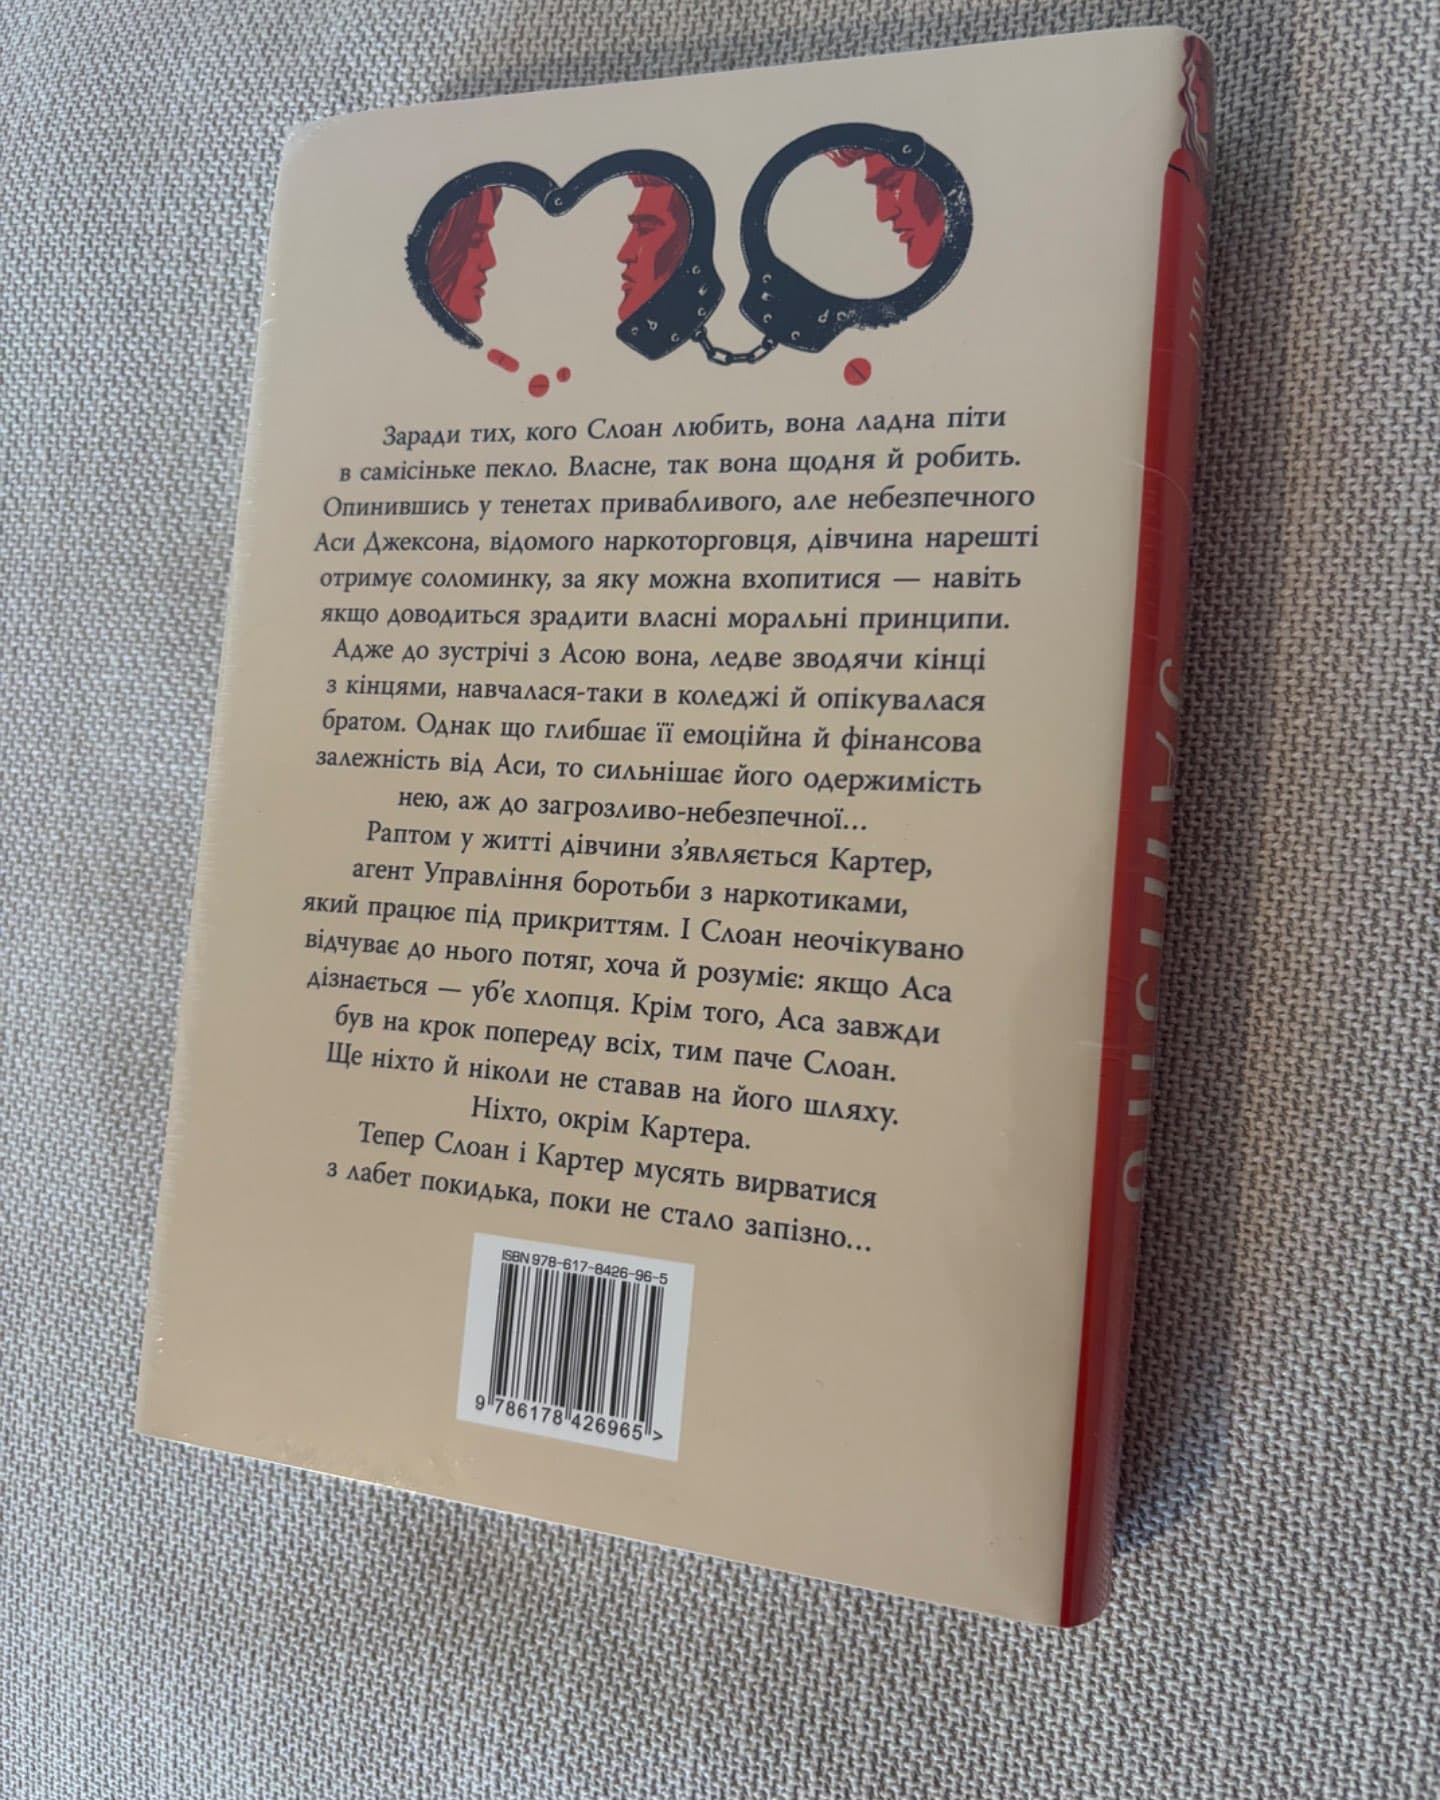 Заради тих, кого Слоан любить, вона ладна піти
в самісіньке пекло. Власне, так вона щодня й робить.
Опинившись у тенетах привабливого, але небезпечного
Аси Джексона, відомого наркоторговця, дівчина нарешті
отримує соломинку, за яку можна вхопитися — навіть
якщо доводиться зрадити власні моральні принципи.
Адже до зустрічі з Асою вона, ледве зводячи кінці
з кінцями, навчалася-таки в коледжі й опікувалася
братом. Однак що глибшає її емоційна й фінансова
залежність від Аси, то сильнішає його одержимість
нею, аж до загрозливо-небезпечної...
Раптом у житті дівчини з’являється Картер,
агент Управління боротьби з наркотиками,
який працює під прикриттям. І Слоан неочікувано
відчуває до нього потяг, хоча й розуміє: якщо Аса
дізнається — уб’є хлопця. Крім того, Аса завжди
був на крок попереду всіх, тим паче Слоан.
Ще ніхто й ніколи не ставав на його шляху.
Ніхто, окрім Картера.
Тепер Слоан і Картер мусять вирватися
з лабет покидька, поки не стало запізно...
ISBN 978-617-8426-96-5
9 786178 426965 >